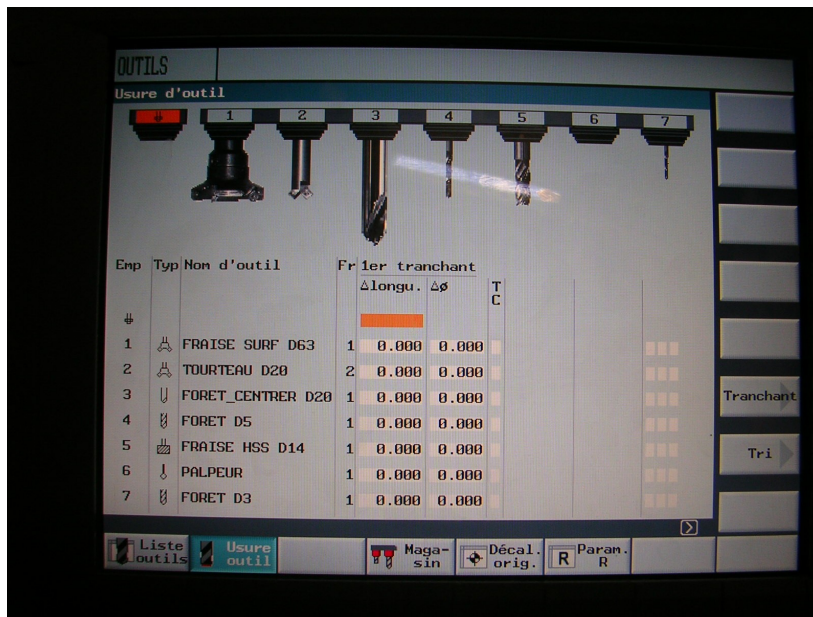 OUTILS
Usure d'outil
1 2 3 4 5 6 7
Emp Typ Nom d'outil Fr 1er tranchant
Δlongu. Δø T
C
1 FRAISE SURF D63 1 0.000 0.000
2 TOURTEAU D20 2 0.000 0.000
3 FORET_CENTRER D20 1 0.000 0.000
4 FORET D5 1 0.000 0.000
5 FRAISE HSS D14 1 0.000 0.000
6 PALPEUR 1 0.000 0.000
7 FORET D3 1 0.000 0.000
Tranchant
Tri
Liste
outils
Usure
outil
Maga-
sin
Décal.
orig.
R
Param.
R